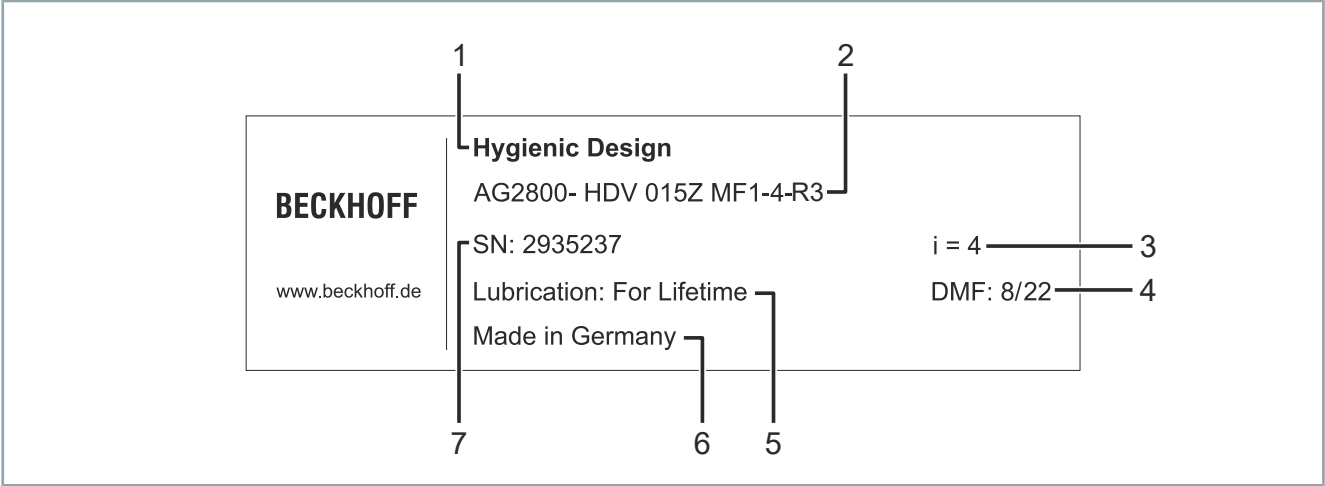 1 2
Hygienic Design
AG2800- HDV 015Z MF1-4-R3
BECKHOFF
SN: 2935237
i = 4
3
www.beckhoff.de
Lubrication: For Lifetime
DMF: 8/22
4
Made in Germany
7 6 5